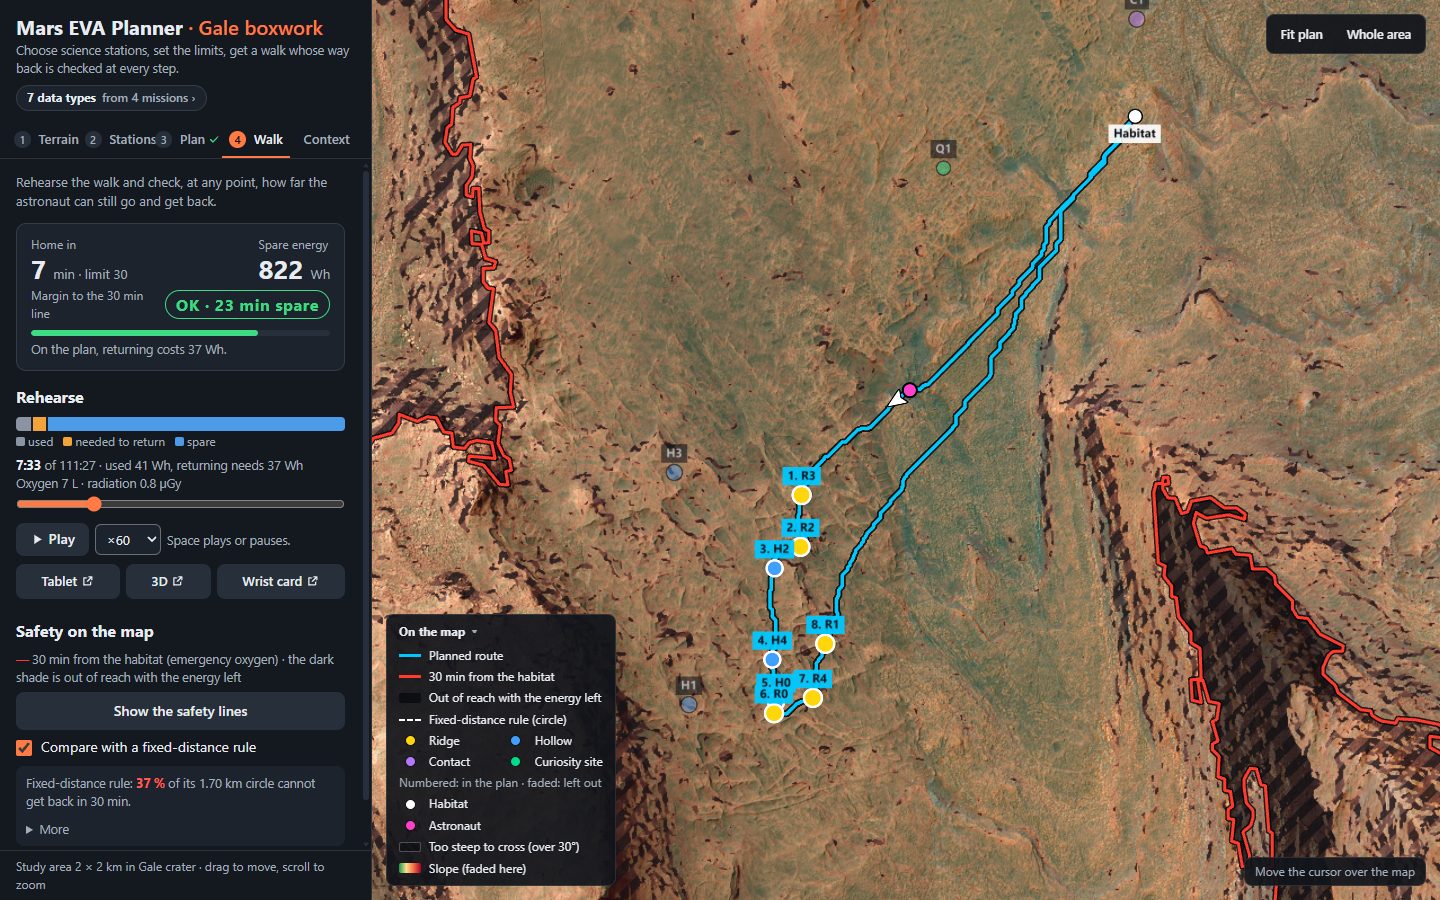 Mars EVA Planner · Gale boxwork
Choose science stations, set the limits, get a walk whose way
back is checked at every step.
7 data types from 4 missions ›
1 Terrain 2 Stations 3 Plan ✓ 4 Walk Context
Rehearse the walk and check, at any point, how far the
astronaut can still go and get back.
Home in Spare energy
7 min · limit 30 822 Wh
Margin to the 30 min
line
OK · 23 min spare
On the plan, returning costs 37 Wh.
Rehearse
used needed to return spare
7:33 of 111:27 · used 41 Wh, returning needs 37 Wh
Oxygen 7 L · radiation 0.8 µGy
Play ×60 Space plays or pauses.
Tablet 3D Wrist card
Safety on the map
— 30 min from the habitat (emergency oxygen) · the dark
shade is out of reach with the energy left
Show the safety lines
Compare with a fixed-distance rule
Fixed-distance rule: 37 % of its 1.70 km circle cannot
get back in 30 min.
More
Study area 2 × 2 km in Gale crater · drag to move, scroll to
zoom
Fit plan Whole area
Habitat
Q1
H3
1. R3
2. R2
3. H2
4. H4
8. R1
5. H0
7. R4
6. R0
H1
On the map
Planned route
30 min from the habitat
Out of reach with the energy left
Fixed-distance rule (circle)
Ridge Hollow
Contact Curiosity site
Numbered: in the plan · faded: left out
Habitat
Astronaut
Too steep to cross (over 30°)
Slope (faded here)
Move the cursor over the map